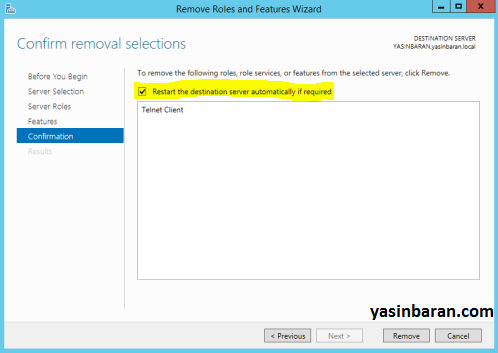 Remove Roles and Features Wizard
Confirm removal selections
DESTINATION SERVER
YASINBARAN.yasinbaran.local
Before You Begin
Server Selection
Server Roles
Features
Confirmation
Results
To remove the following roles, role services, or features from the selected server, click Remove.
Restart the destination server automatically if required
Telnet Client
yasinbaran.com
< Previous
Next >
Remove
Cancel